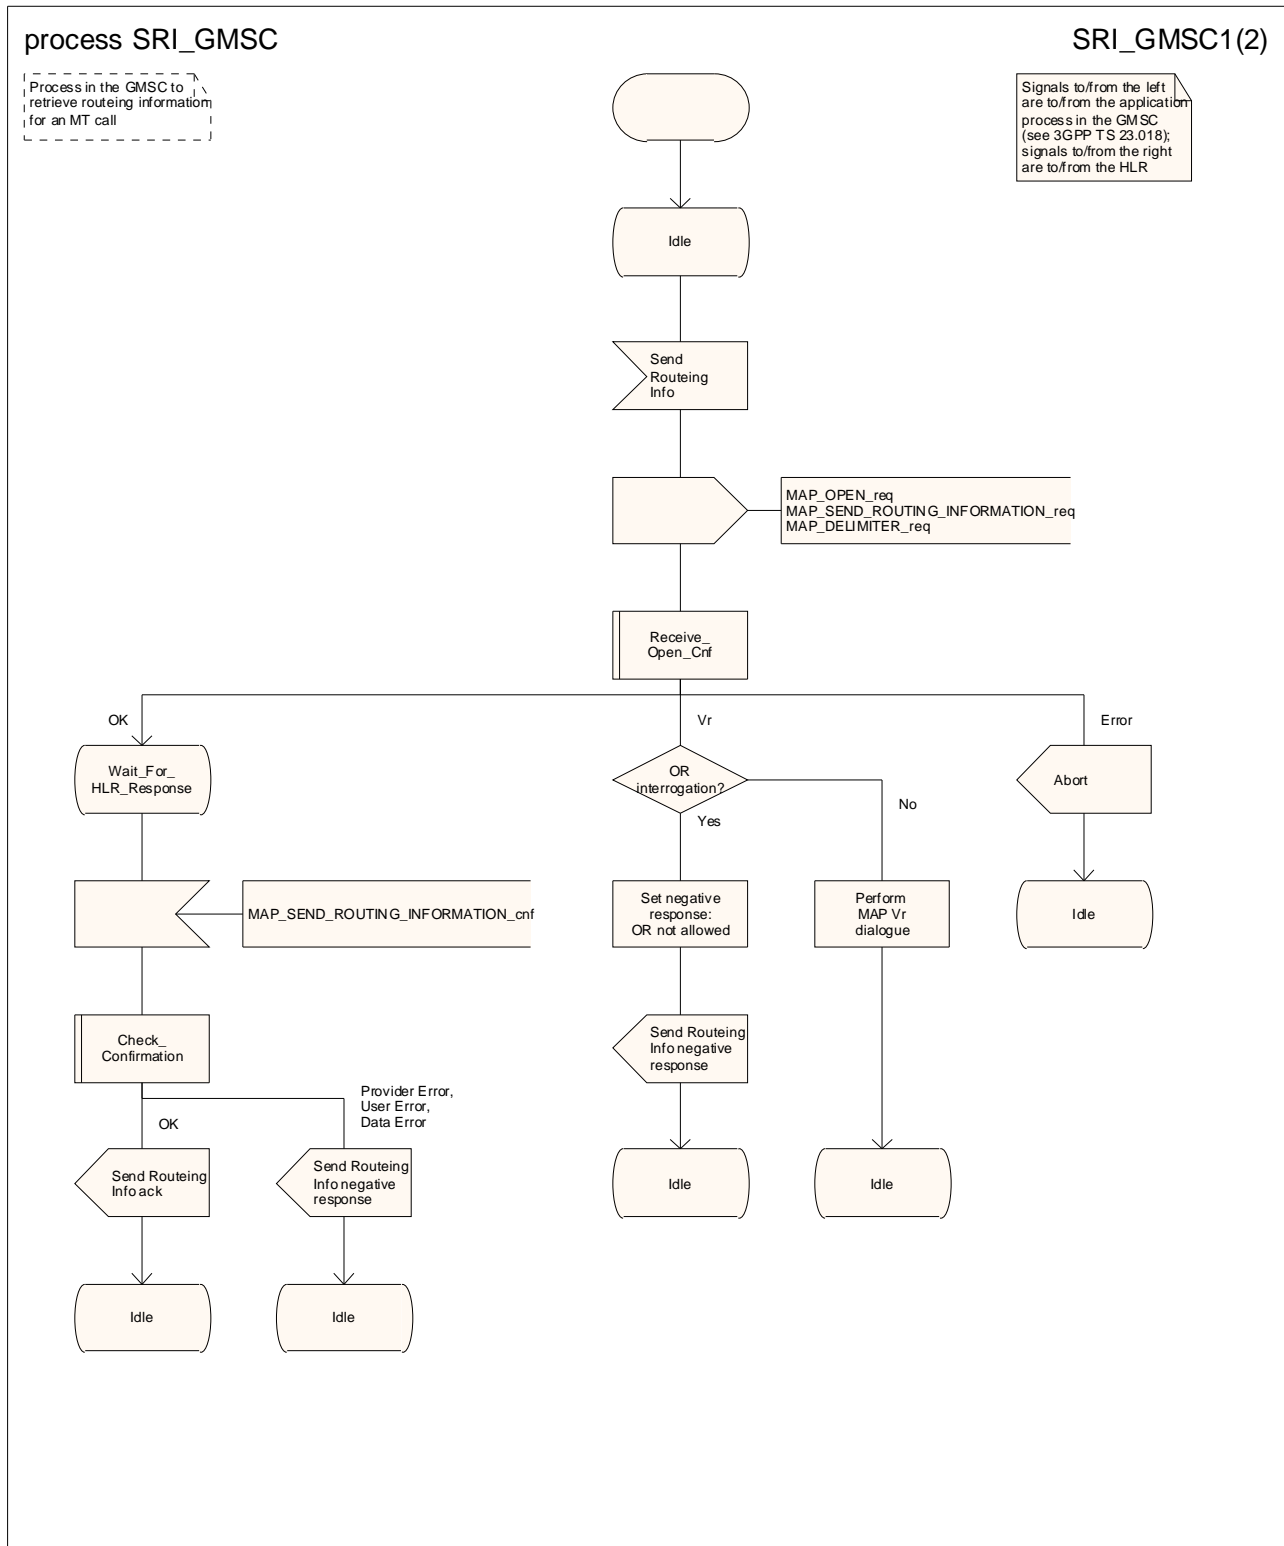 process SRI_GMSC
SRI_GMSC1(2)
Process in the GMSC to
retrieve routeing information
for an MT call
Signals to/from the left
are to/from the application
process in the GMSC
(see 3GPP TS 23.018);
signals to/from the right
are to/from the HLR
Idle
Send
Routeing
Info
MAP_OPEN_req
MAP_SEND_ROUTING_INFORMATION_req
MAP_DELIMITER_req
Receive_
Open_Cnf
OK
Vr
Error
Wait_For_
HLR_Response
OR
interrogation?
Abort
No
Yes
MAP_SEND_ROUTING_INFORMATION_cnf
Set negative
response:
OR not allowed
Perform
MAP Vr
dialogue
Idle
Check_
Confirmation
Send Routeing
Info negative
response
Provider Error,
User Error,
Data Error
OK
Send Routeing
Info ack
Send Routeing
Info negative
response
Idle
Idle
Idle
Idle